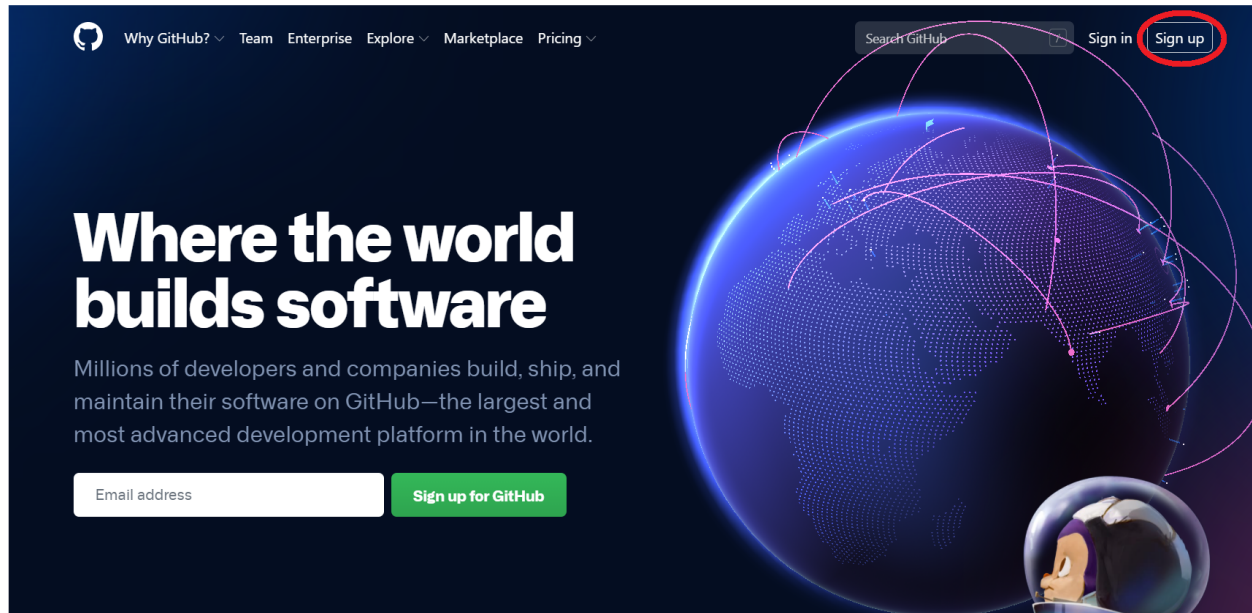 Why GitHub? Team Enterprise Explore Marketplace Pricing Search GitHub / Sign in Sign up
Where the world
builds software
Millions of developers and companies build, ship, and
maintain their software on GitHub—the largest and
most advanced development platform in the world.
Email address Sign up for GitHub